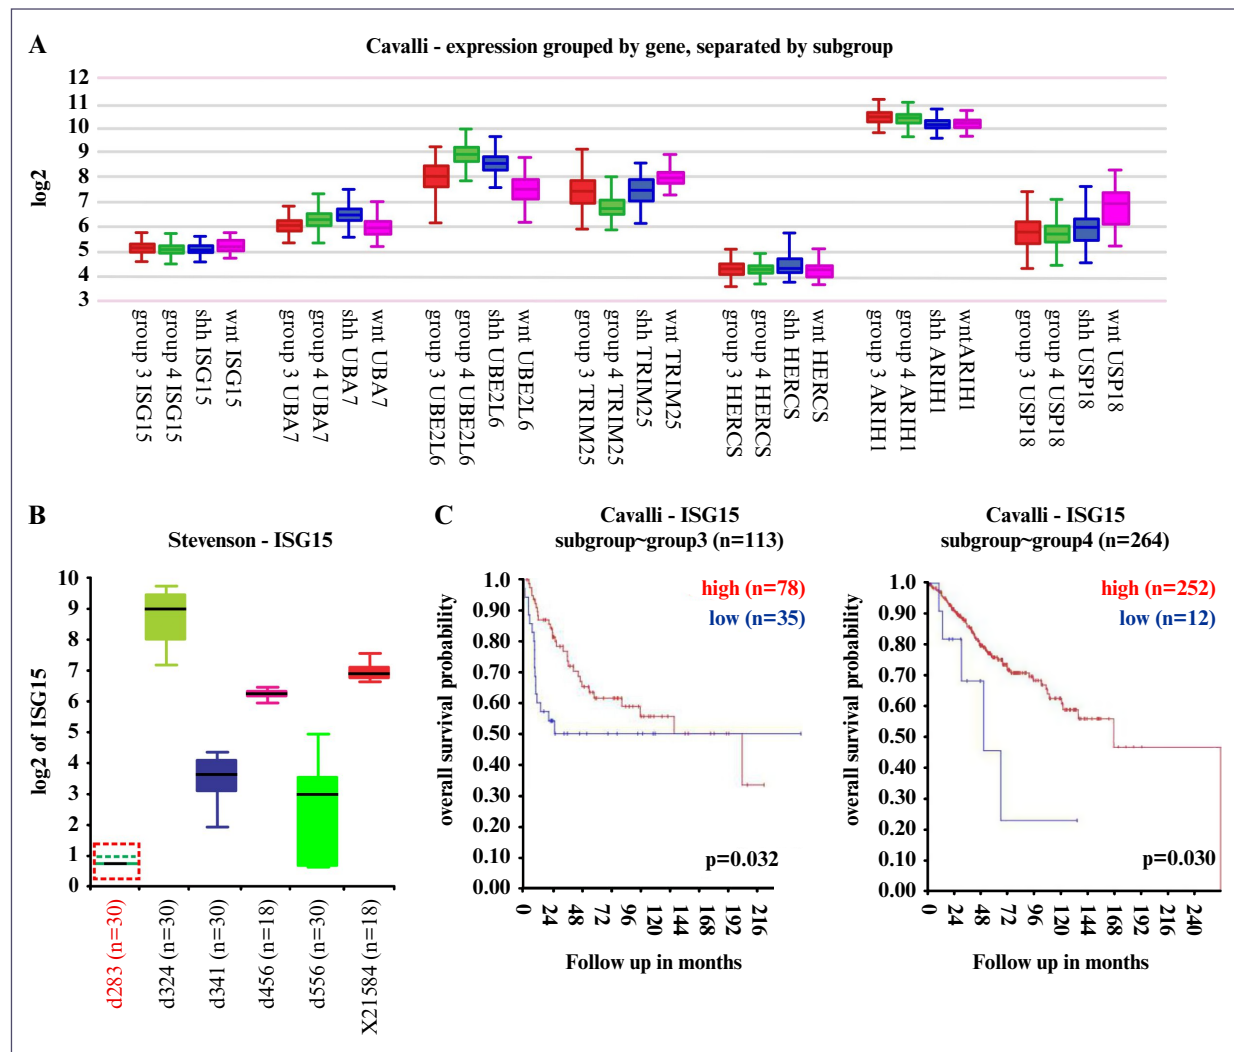 A
Cavalli - expression grouped by gene, separated by subgroup
log2
12
11
10
9
8
7
6
5
4
3
group 3 ISG15
group 4 ISG15
shh ISG15
wnt ISG15
group 3 UBA7
group 4 UBA7
shh UBA7
wnt UBA7
group 3 UBE2L6
group 4 UBE2L6
shh UBE2L6
wnt UBE2L6
group 3 TRIM25
group 4 TRIM25
shh TRIM25
wnt TRIM25
group 3 HERCS
group 4 HERCS
shh HERCS
wnt HERCS
group 3 ARIH1
group 4 ARIH1
shh ARIH1
wntARIH1
group 3 USP18
group 4 USP18
shh USP18
wnt USP18
B
Stevenson - ISG15
log2 of ISG15
10
9
8
7
6
5
4
3
2
1
0
d283 (n=30)
d324 (n=30)
d341 (n=30)
d456 (n=18)
d556 (n=30)
X21584 (n=18)
C
Cavalli - ISG15
subgroup~group3 (n=113)
high (n=78)
low (n=35)
overall survival probability
1.0
0.90
0.80
0.70
0.60
0.50
0.40
0.30
0.20
0.10
0.00
p=0.032
0
24
48
72
96
120
144
168
192
216
Follow up in months
Cavalli - ISG15
subgroup~group4 (n=264)
high (n=252)
low (n=12)
overall survival probability
1.00
0.90
0.80
0.70
0.60
0.50
0.40
0.30
0.20
0.10
0.00
p=0.030
0
24
48
72
96
120
144
168
192
216
240
Follow up in months